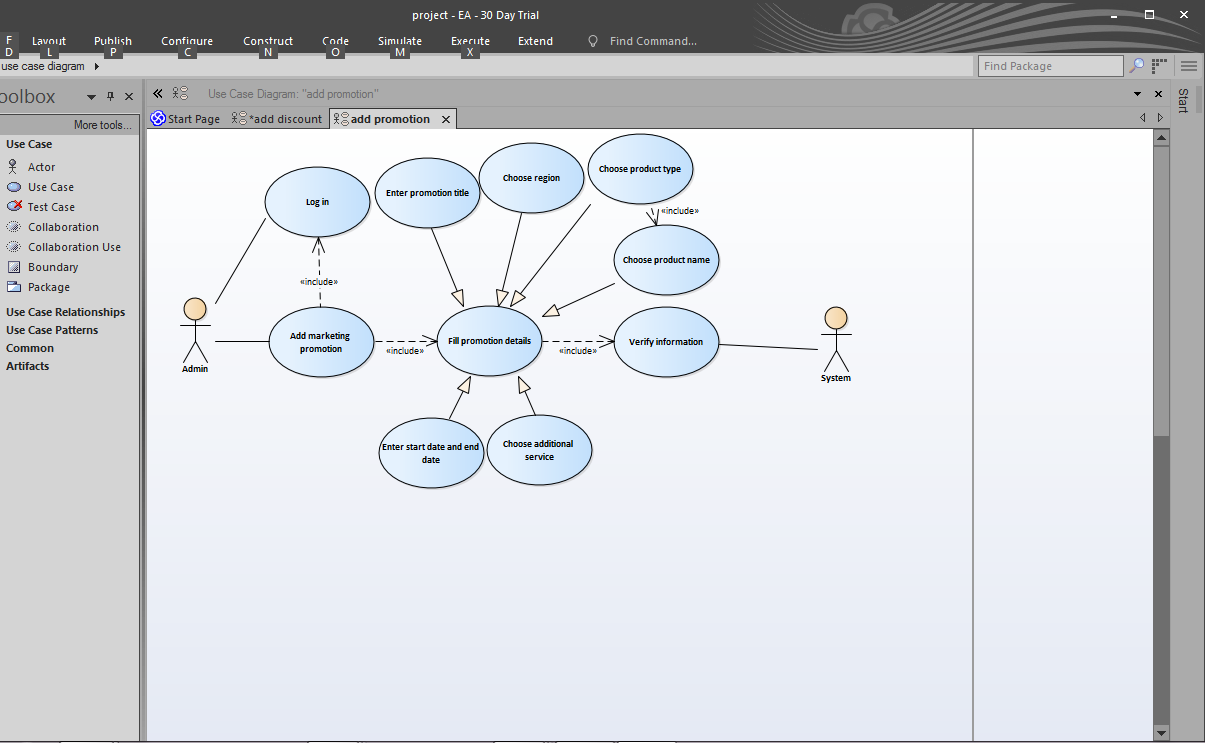 project - EA - 30 Day Trial
F Layout Publish Configure Construct Code Simulate Execute Extend Find Command...
D L P C N O M X
use case diagram
Find Package
oolbox
Use Case Diagram: "add promotion"
Start
More tools...
Start Page *add discount add promotion
Use Case
Actor
Use Case
Test Case
Collaboration
Collaboration Use
Boundary
Package
Use Case Relationships
Use Case Patterns
Common
Artifacts
Log in
Enter promotion title
Choose region
Choose product type
«include»
Choose product name
«include»
Add marketing
promotion
«include»
Fill promotion details
«include»
Verify information
Admin
System
Enter start date and end
date
Choose additional
service